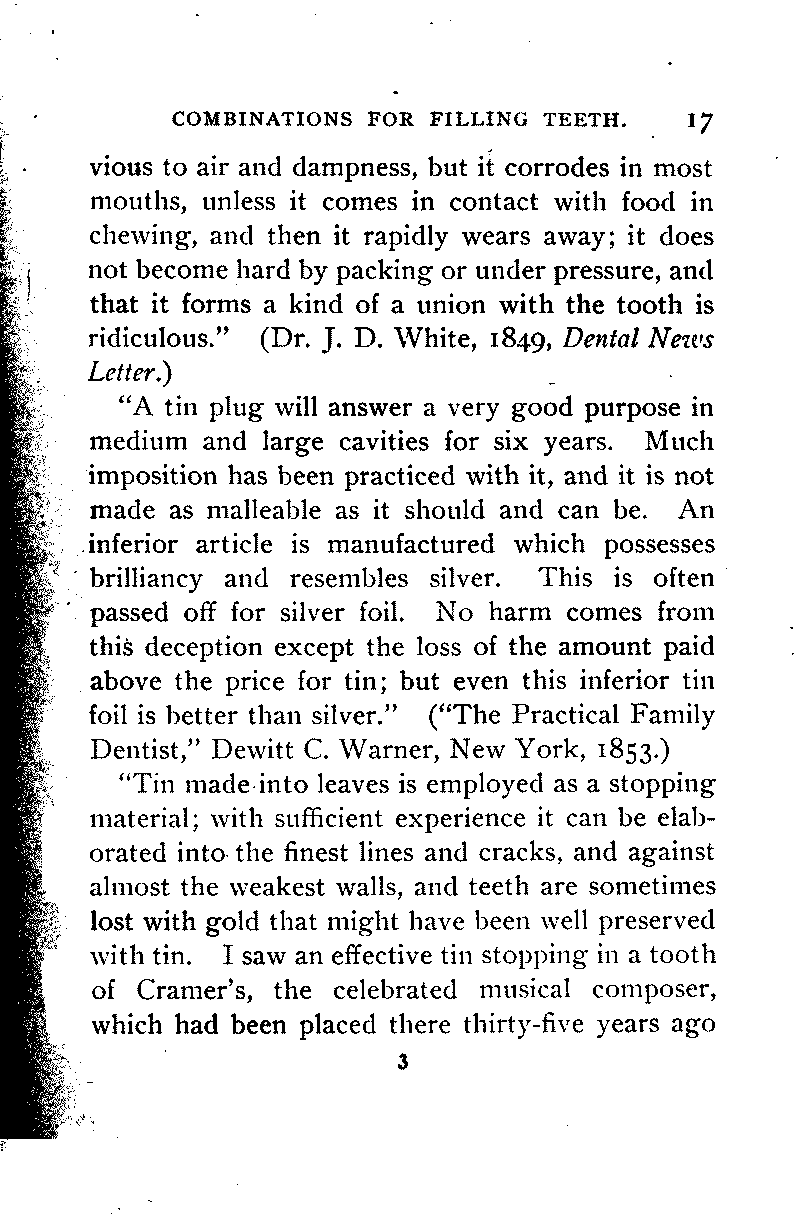 COMBINATIONS FOR FILLING TEETH. 17
vious to air and dampness, but it corrodes in most
mouths, unless it comes in contact with food in
chewing, and then it rapidly wears away; it does
not become hard by packing or under pressure, and
that it forms a kind of a union with the tooth is
ridiculous.” (Dr. J. D. White, 1849, Dental News
Letter.)
“A tin plug will answer a very good purpose in
medium and large cavities for six years. Much
imposition has been practiced with it, and it is not
made as malleable as it should and can be. An
inferior article is manufactured which possesses
brilliancy and resembles silver. This is often
passed off for silver foil. No harm comes from
this deception except the loss of the amount paid
above the price for tin; but even this inferior tin
foil is better than silver.” (“The Practical Family
Dentist,” Dewitt C. Warner, New York, 1853.)
“Tin made into leaves is employed as a stopping
material; with sufficient experience it can be elab-
orated into the finest lines and cracks, and against
almost the weakest walls, and teeth are sometimes
lost with gold that might have been well preserved
with tin. I saw an effective tin stopping in a tooth
of Cramer’s, the celebrated musical composer,
which had been placed there thirty-five years ago
3